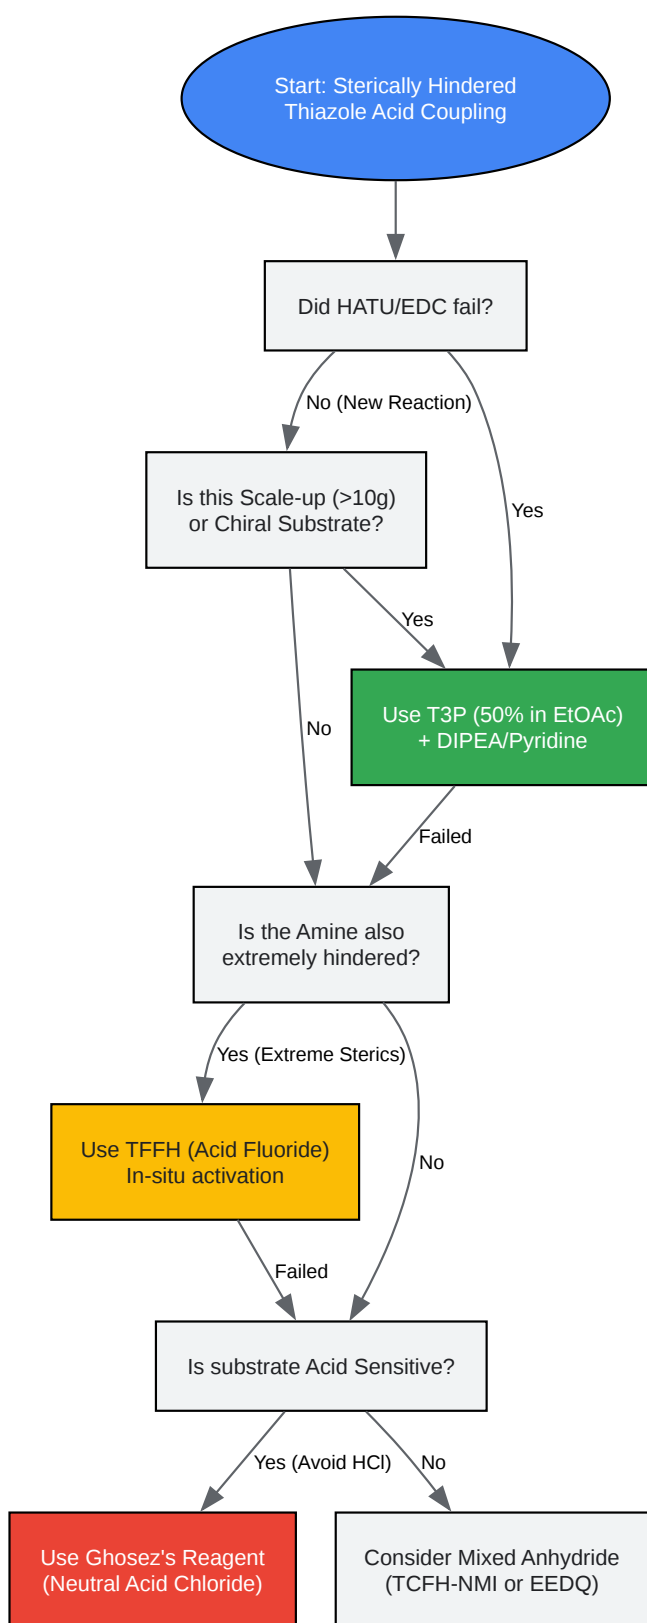 Start: Sterically Hindered
Thiazole Acid Coupling
Did HATU/EDC fail?
No (New Reaction)
Is this Scale-up (>10g)
or Chiral Substrate?
Yes
Yes
Use T3P (50% in EtOAc)
+ DIPEA/Pyridine
No
Failed
Is the Amine also
extremely hindered?
Yes (Extreme Sterics)
Use TFFH (Acid Fluoride)
In-situ activation
No
Failed
Is substrate Acid Sensitive?
Yes (Avoid HCl)
No
Use Ghosez's Reagent
(Neutral Acid Chloride)
Consider Mixed Anhydride
(TCFH-NMI or EEDQ)